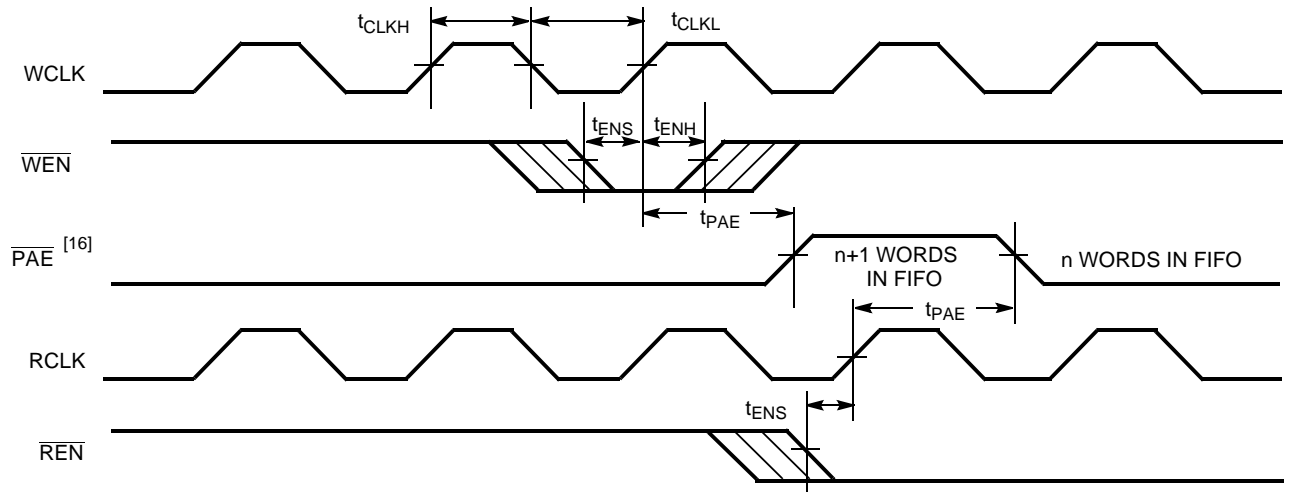 tCLKH
tCLKL
WCLK
tENS
tENH
WEN
tPAE
PAE [16]
n+1 WORDS
IN FIFO
n WORDS IN FIFO
tPAE
RCLK
tENS
REN